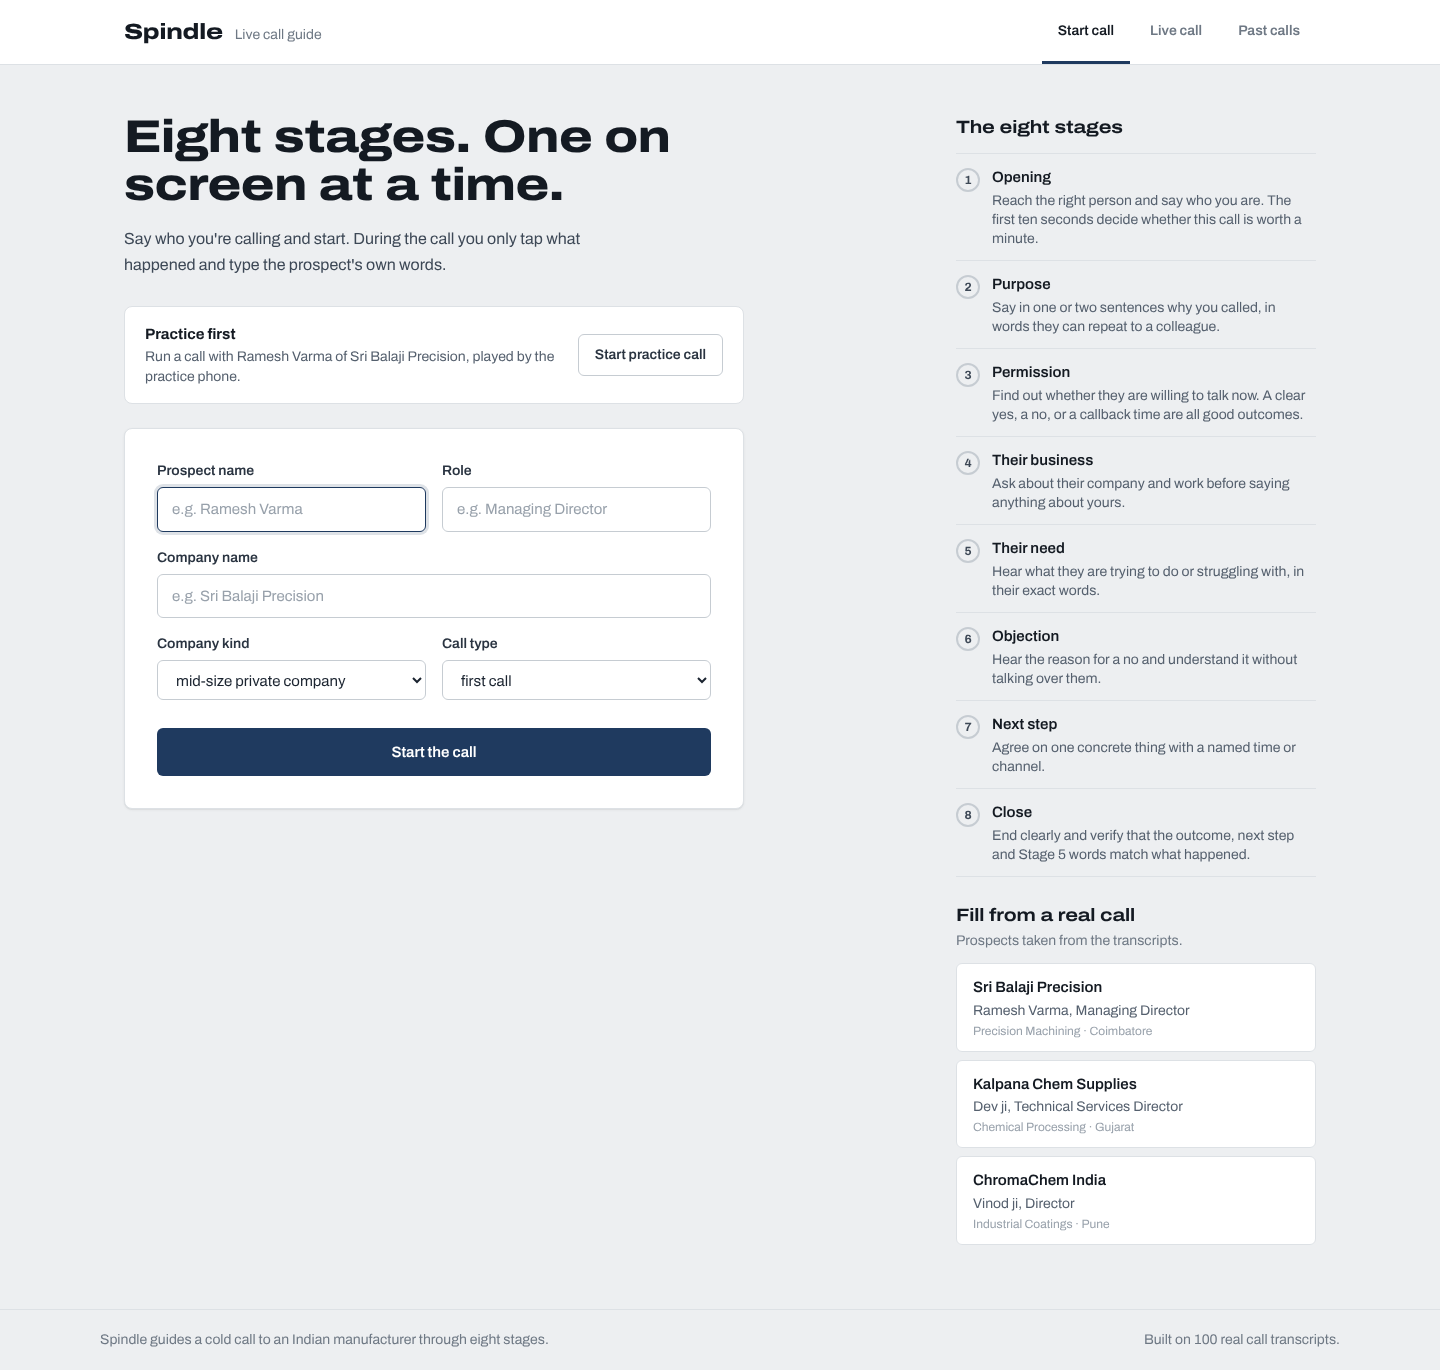 Spindle Live call guide
Start call
Live call
Past calls
Eight stages. One on
screen at a time.
Say who you're calling and start. During the call you only tap what
happened and type the prospect's own words.
Practice first
Run a call with Ramesh Varma of Sri Balaji Precision, played by the
practice phone.
Start practice call
Prospect name
e.g. Ramesh Varma
Role
e.g. Managing Director
Company name
e.g. Sri Balaji Precision
Company kind
mid-size private company
Call type
first call
Start the call
The eight stages
1 Opening
Reach the right person and say who you are. The
first ten seconds decide whether this call is worth a
minute.
2 Purpose
Say in one or two sentences why you called, in
words they can repeat to a colleague.
3 Permission
Find out whether they are willing to talk now. A clear
yes, a no, or a callback time are all good outcomes.
4 Their business
Ask about their company and work before saying
anything about yours.
5 Their need
Hear what they are trying to do or struggling with, in
their exact words.
6 Objection
Hear the reason for a no and understand it without
talking over them.
7 Next step
Agree on one concrete thing with a named time or
channel.
8 Close
End clearly and verify that the outcome, next step
and Stage 5 words match what happened.
Fill from a real call
Prospects taken from the transcripts.
Sri Balaji Precision
Ramesh Varma, Managing Director
Precision Machining · Coimbatore
Kalpana Chem Supplies
Dev ji, Technical Services Director
Chemical Processing · Gujarat
ChromaChem India
Vinod ji, Director
Industrial Coatings · Pune
Spindle guides a cold call to an Indian manufacturer through eight stages.
Built on 100 real call transcripts.